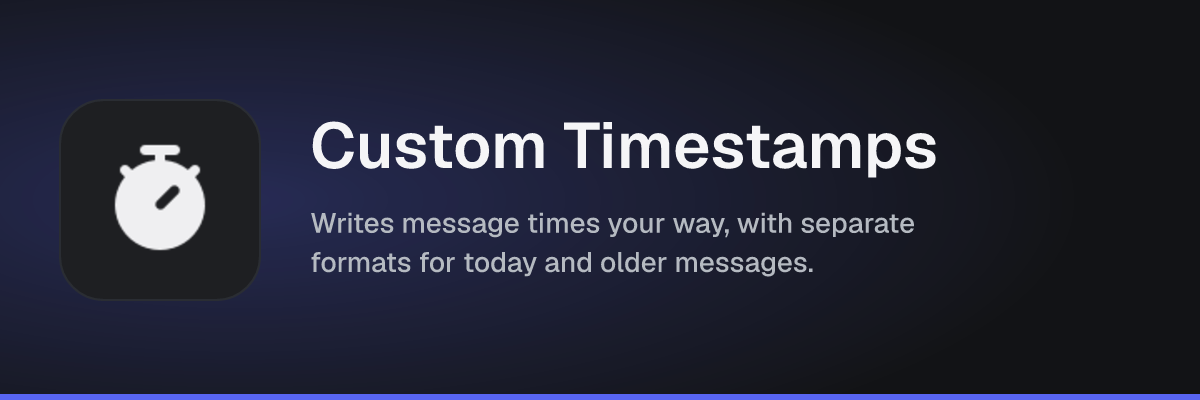 Custom Timestamps
Writes message times your way, with separate
formats for today and older messages.